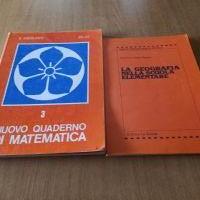 3
NUOVO QUADERNO
DI MATEMATICA
LA GEOGRAFIA
NELLA SCUOLA
ELEMENTARE